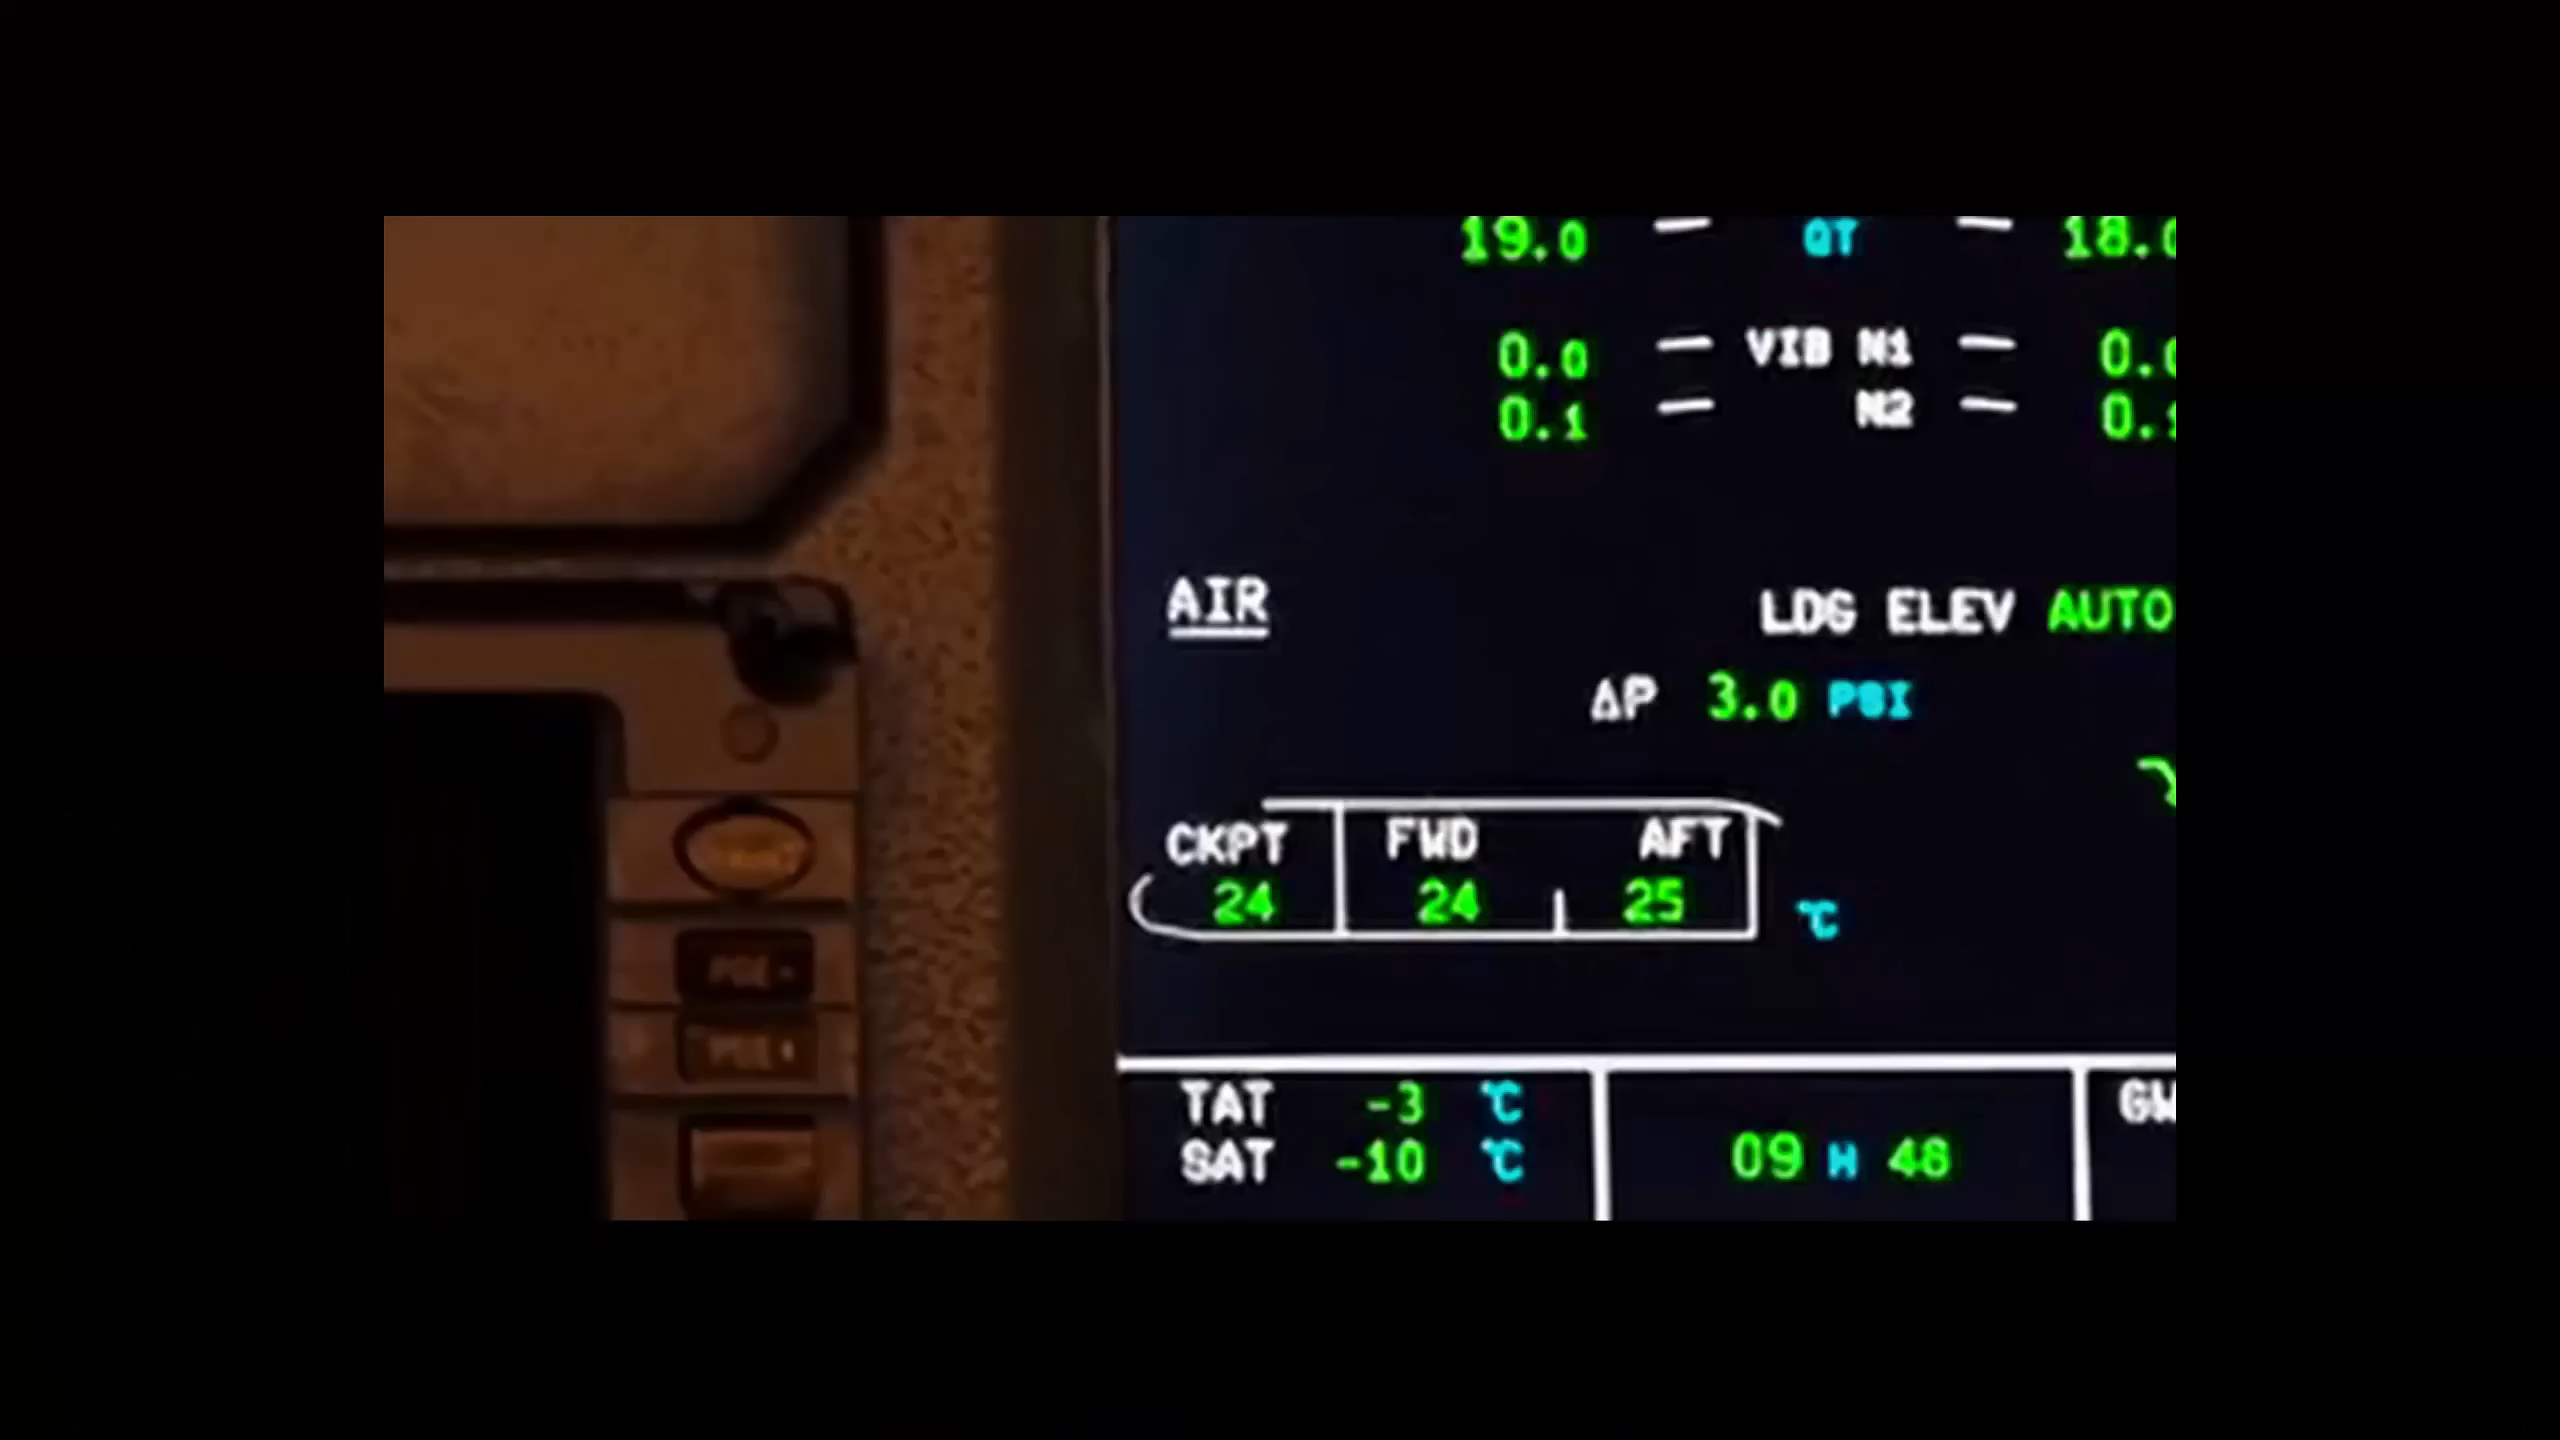 19.0 QT 18.0
0.0 VIB N1 0.0
0.1 N2 0.
AIR
LDG ELEV AUTO
ΔP 3.0 PSI
CKPT FWD AFT
24 24 25 °C
TAT -3 °C
SAT -10 °C
09 H 48
GW